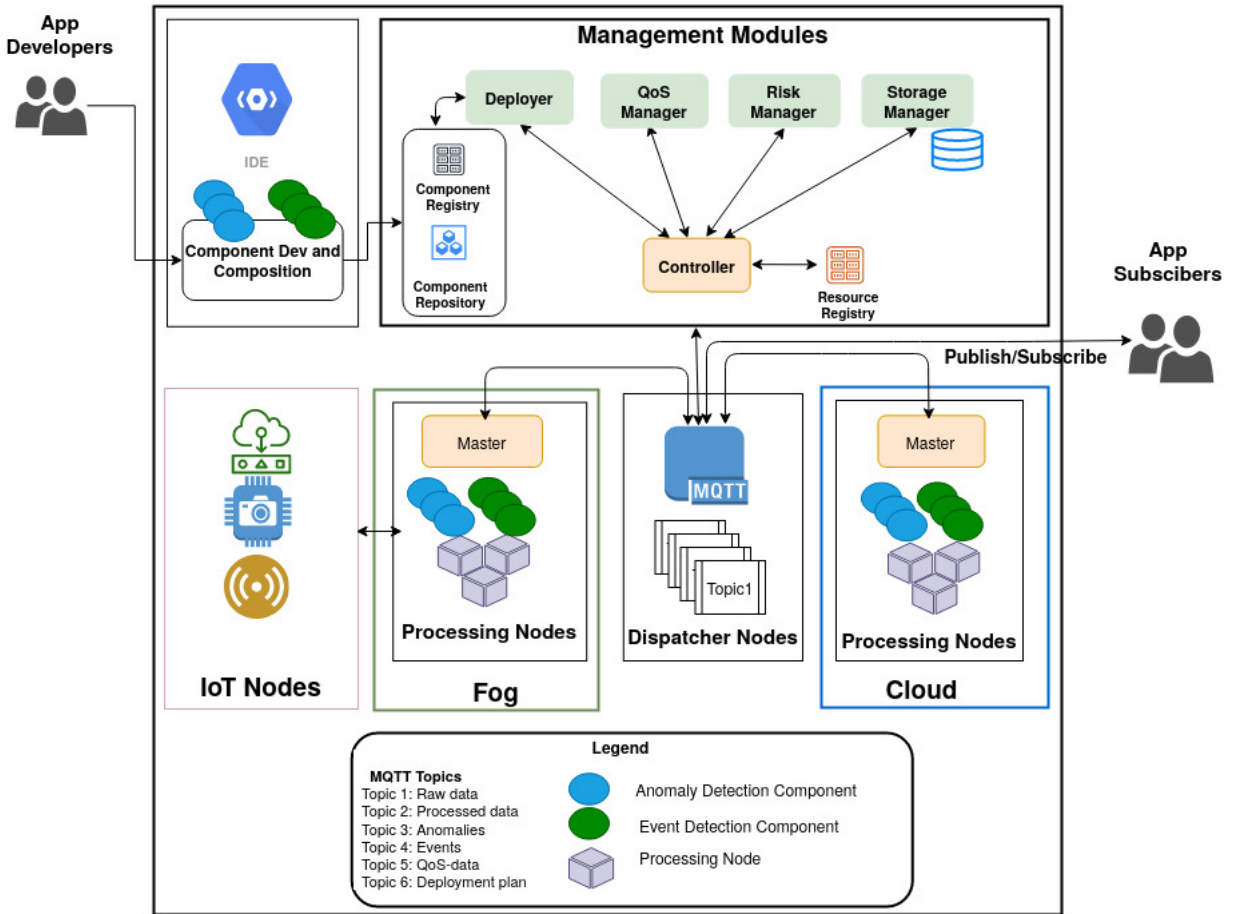 App
Developers
Management Modules
IDE
Component Dev and
Composition
Deployer
QoS
Manager
Risk
Manager
Storage
Manager
Component
Registry
Component
Repository
Controller
Resource
Registry
App
Subscibers
Publish/Subscribe
IoT Nodes
Master
Processing Nodes
Fog
MQTT
Topic1
Dispatcher Nodes
Master
Processing Nodes
Cloud
Legend
MQTT Topics
Topic 1: Raw data
Topic 2: Processed data
Topic 3: Anomalies
Topic 4: Events
Topic 5: QoS-data
Topic 6: Deployment plan
Anomaly Detection Component
Event Detection Component
Processing Node